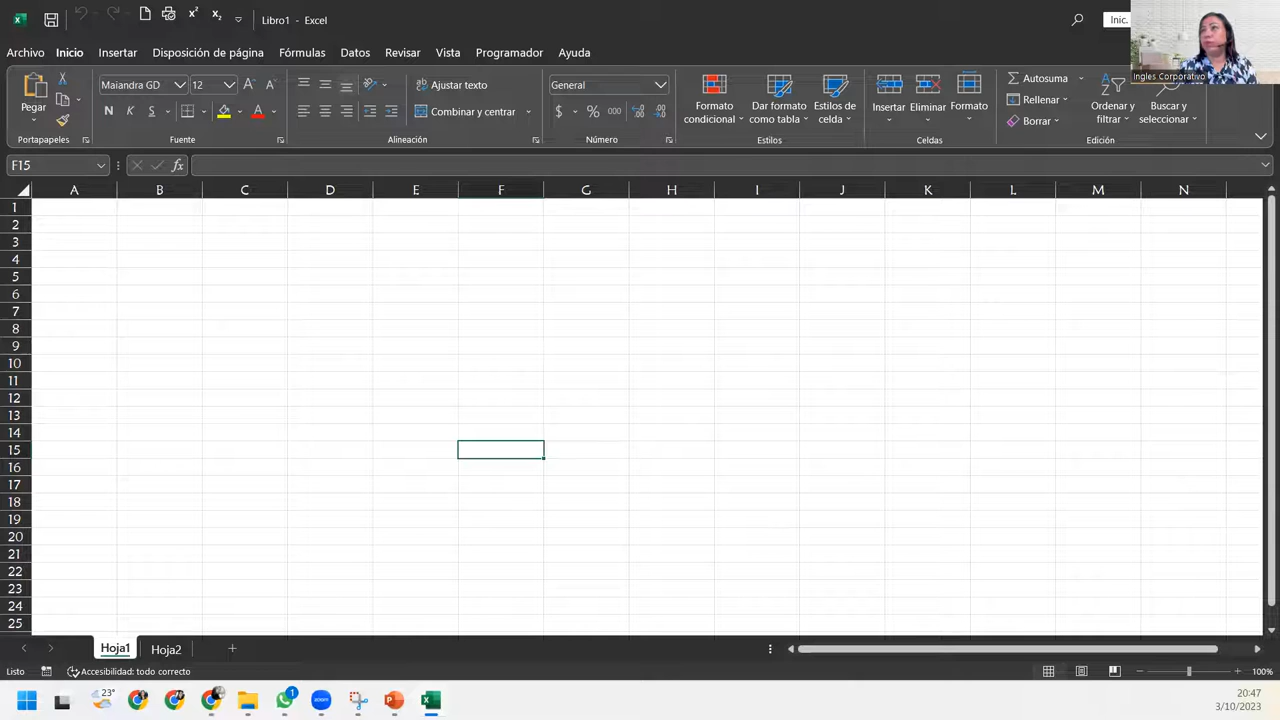 Libro1 - Excel
Inic.
Archivo Inicio Insertar Disposición de página Fórmulas Datos Revisar Vista Programador Ayuda
Pegar
Portapapeles
Maiandra GD 12
N K S
Fuente
Ajustar texto
Combinar y centrar
Alineación
General
$ % 000
Número
Formato condicional
Dar formato como tabla
Estilos de celda
Estilos
Insertar Eliminar Formato
Celdas
Autosuma
Rellenar
Borrar
Ordenar y filtrar
Buscar y seleccionar
Edición
Ingles Corporativo
F15
fx
A B C D E F G H I J K L M N
1
2
3
4
5
6
7
8
9
10
11
12
13
14
15
16
17
18
19
20
21
22
23
24
25
Hoja1 Hoja2
Listo Accesibilidad: todo correcto 100%
23° 1 zoom
20:47
3/10/2023